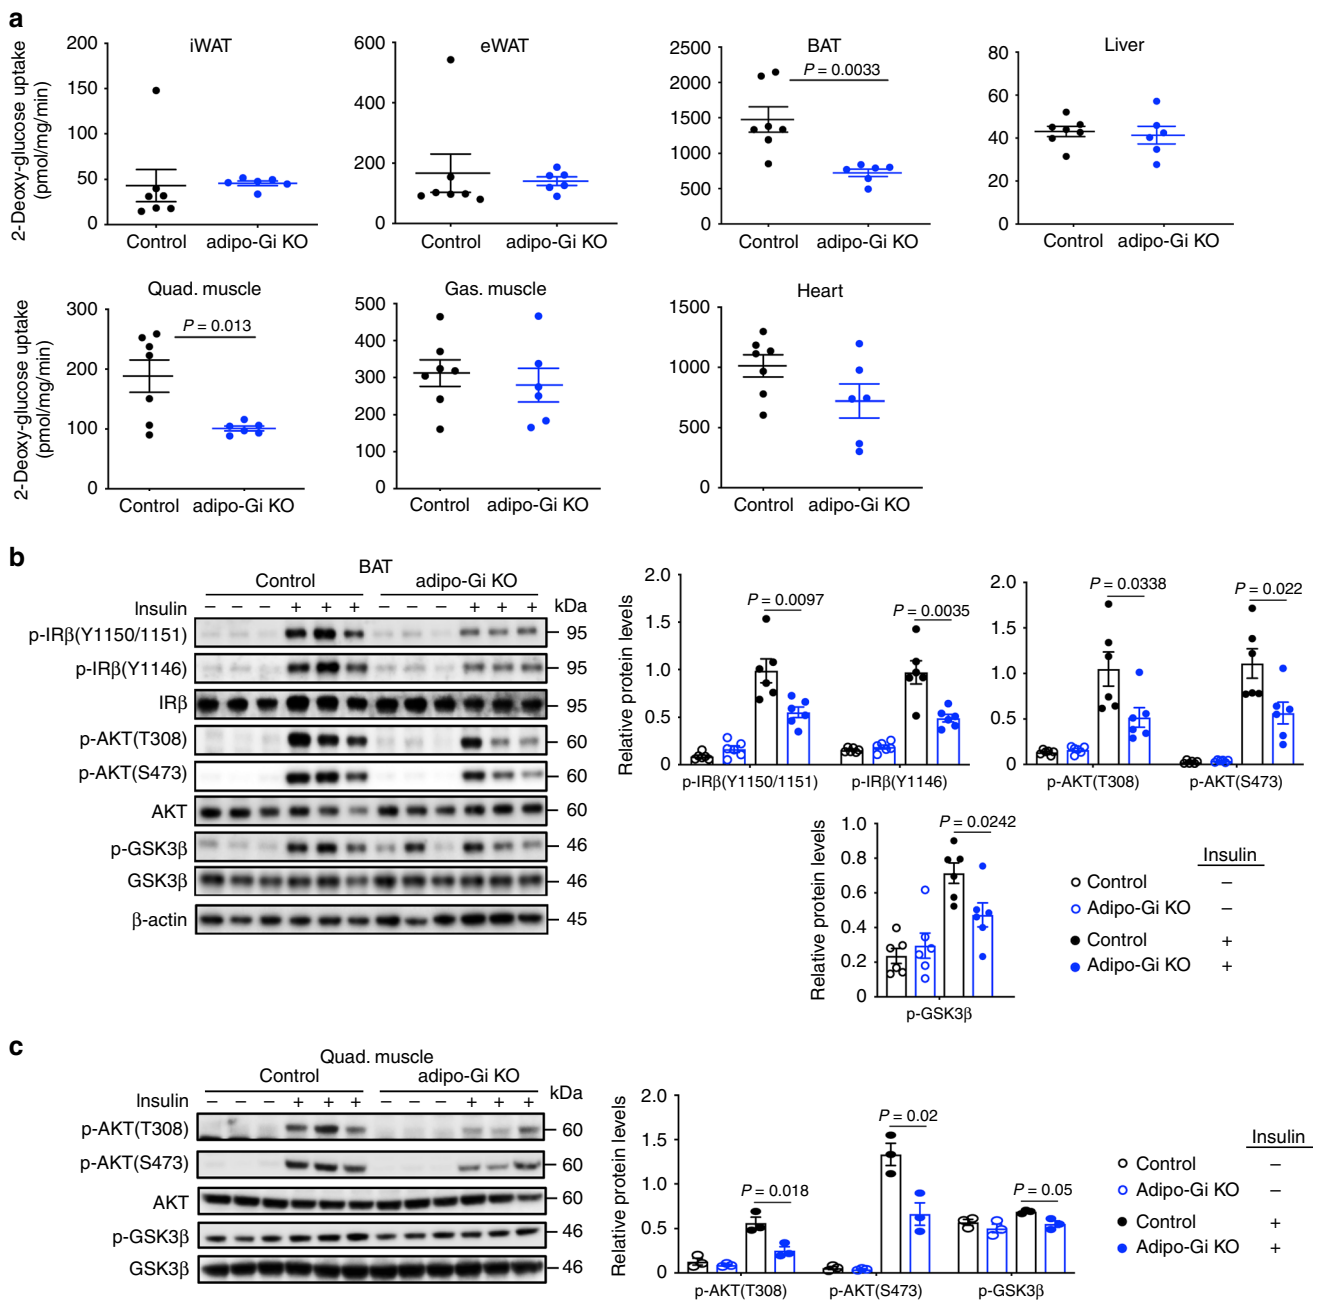 a
iWAT
eWAT
BAT
Liver
2-Deoxy-glucose uptake
(pmol/mg/min)
200
150
100
50
0
Control
adipo-Gi KO
600
400
200
0
Control
adipo-Gi KO
2500
2000
1500
1000
500
0
P = 0.0033
Control
adipo-Gi KO
80
60
40
20
0
Control
adipo-Gi KO
Quad. muscle
Gas. muscle
Heart
2-Deoxy-glucose uptake
(pmol/mg/min)
300
200
100
0
P = 0.013
Control
adipo-Gi KO
500
400
300
200
100
0
Control
adipo-Gi KO
1500
1000
500
0
Control
adipo-Gi KO
b
BAT
Control
adipo-Gi KO
Insulin − − − + + + − − − + + + kDa
p-IRβ(Y1150/1151) 95
p-IRβ(Y1146) 95
IRβ 95
p-AKT(T308) 60
p-AKT(S473) 60
AKT 60
p-GSK3β 46
GSK3β 46
β-actin 45
Relative protein levels
2.0
1.5
1.0
0.5
0
P = 0.0097
P = 0.0035
p-IRβ(Y1150/1151)
p-IRβ(Y1146)
2.0
1.5
1.0
0.5
0
P = 0.0338
P = 0.022
p-AKT(T308)
p-AKT(S473)
Relative protein levels
1.0
0.8
0.6
0.4
0.2
0
P = 0.0242
p-GSK3β
Insulin
Control −
Adipo-Gi KO −
Control +
Adipo-Gi KO +
c
Quad. muscle
Control
adipo-Gi KO
Insulin − − − + + + − − − + + + kDa
p-AKT(T308) 60
p-AKT(S473) 60
AKT 60
p-GSK3β 46
GSK3β 46
Relative protein levels
2.0
1.5
1.0
0.5
0
P = 0.018
P = 0.02
P = 0.05
p-AKT(T308)
p-AKT(S473)
p-GSK3β
Insulin
Control −
Adipo-Gi KO −
Control +
Adipo-Gi KO +